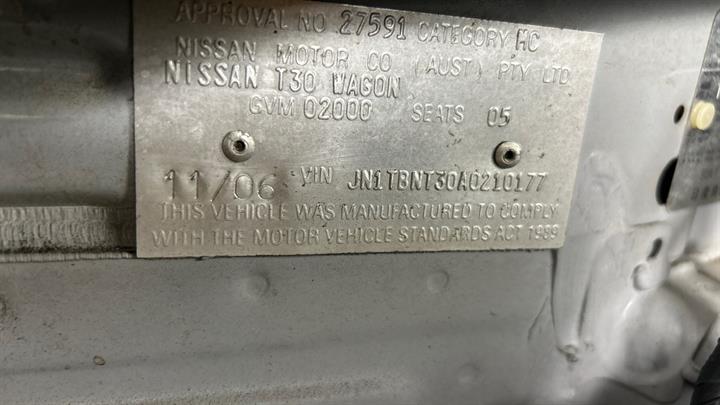 APPROVAL NO 27591 CATEGORY MC
NISSAN MOTOR CO (AUST) PTY LTD
NISSAN T30 WAGON
GVM 02000 SEATS 05
11/06 VIN JN1TBNT30A0210177
THIS VEHICLE WAS MANUFACTURED TO COMPLY
WITH THE MOTOR VEHICLE STANDARDS ACT 1989